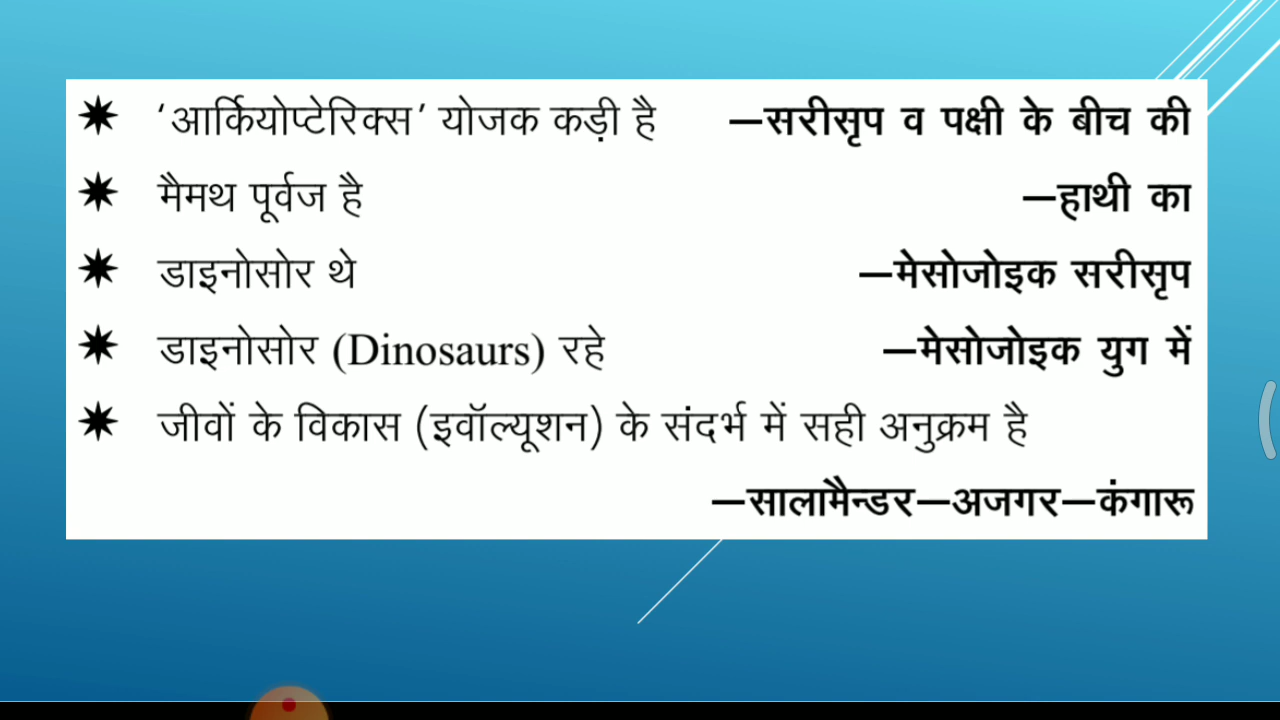 ✷ ‘आर्कियोप्टेरिक्स’ योजक कड़ी है —सरीसृप व पक्षी के बीच की
✷ मैमथ पूर्वज है —हाथी का
✷ डाइनोसोर थे —मेसोजोइक सरीसृप
✷ डाइनोसोर (Dinosaurs) रहे —मेसोजोइक युग में
✷ जीवों के विकास (इवॉल्यूशन) के संदर्भ में सही अनुक्रम है
—सालामैन्डर—अजगर—कंगारू